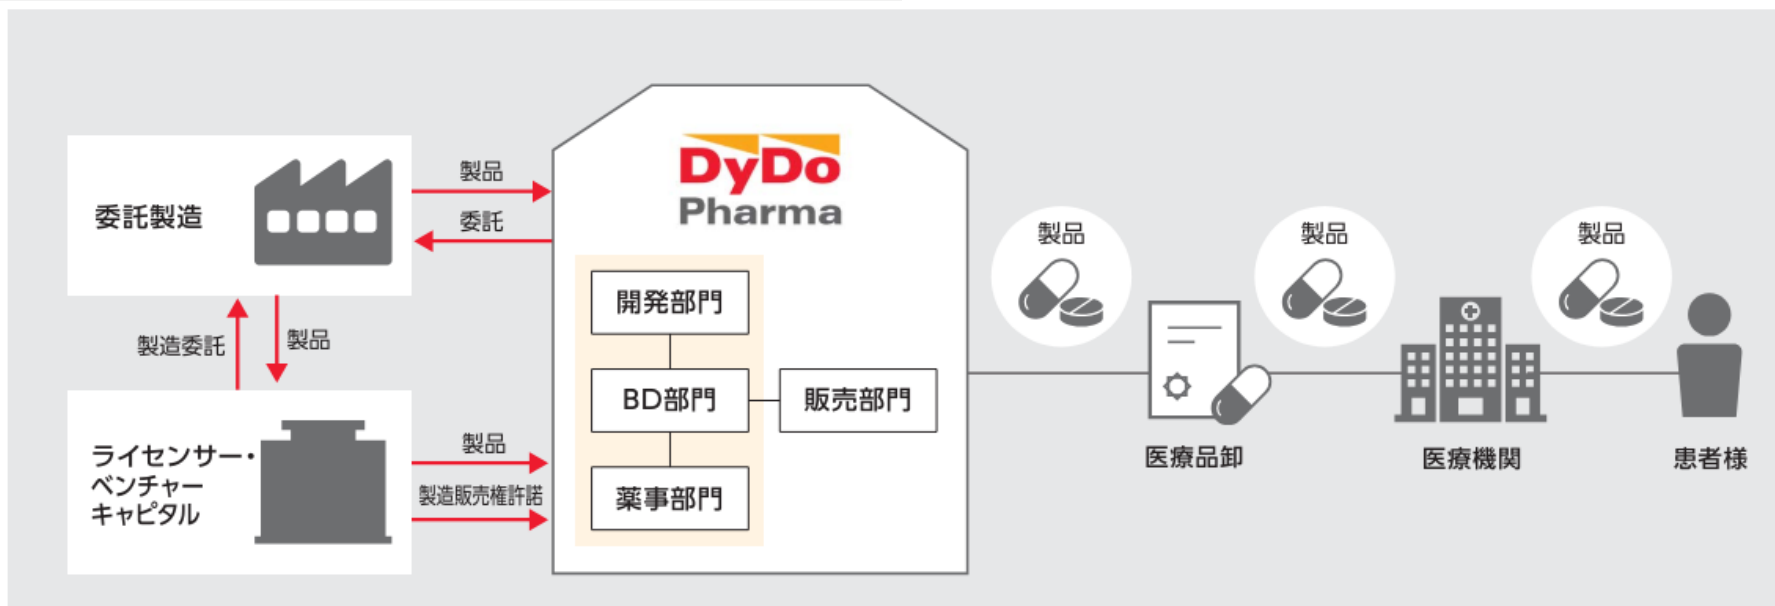 委託製造
製品
委託
製造委託
製品
ライセンサー・
ベンチャー
キャピタル
製品
製造販売権許諾
DyDo
Pharma
開発部門
BD部門
販売部門
薬事部門
製品
製品
製品
医療品卸
医療機関
患者様